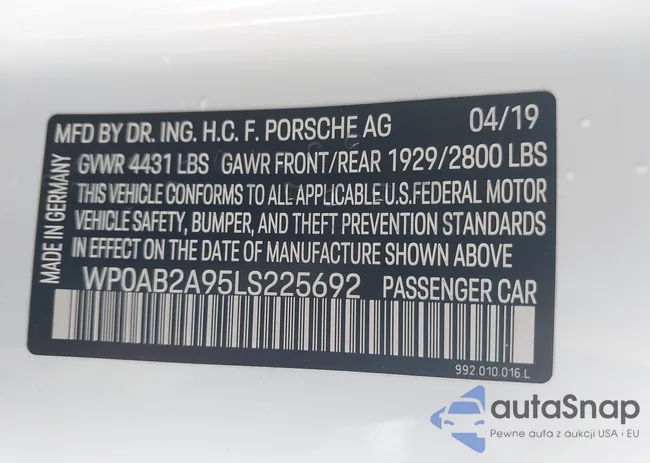 MFD BY DR. ING. H.C. F. PORSCHE AG 04/19
GVWR 4431 LBS GAWR FRONT/REAR 1929/2800 LBS
THIS VEHICLE CONFORMS TO ALL APPLICABLE U.S.FEDERAL MOTOR
VEHICLE SAFETY, BUMPER, AND THEFT PREVENTION STANDARDS
IN EFFECT ON THE DATE OF MANUFACTURE SHOWN ABOVE
WP0AB2A95LS225692 PASSENGER CAR
992.010.016.L
MADE IN GERMANY
autaSnap
Pewne auta z aukcji USA i EU